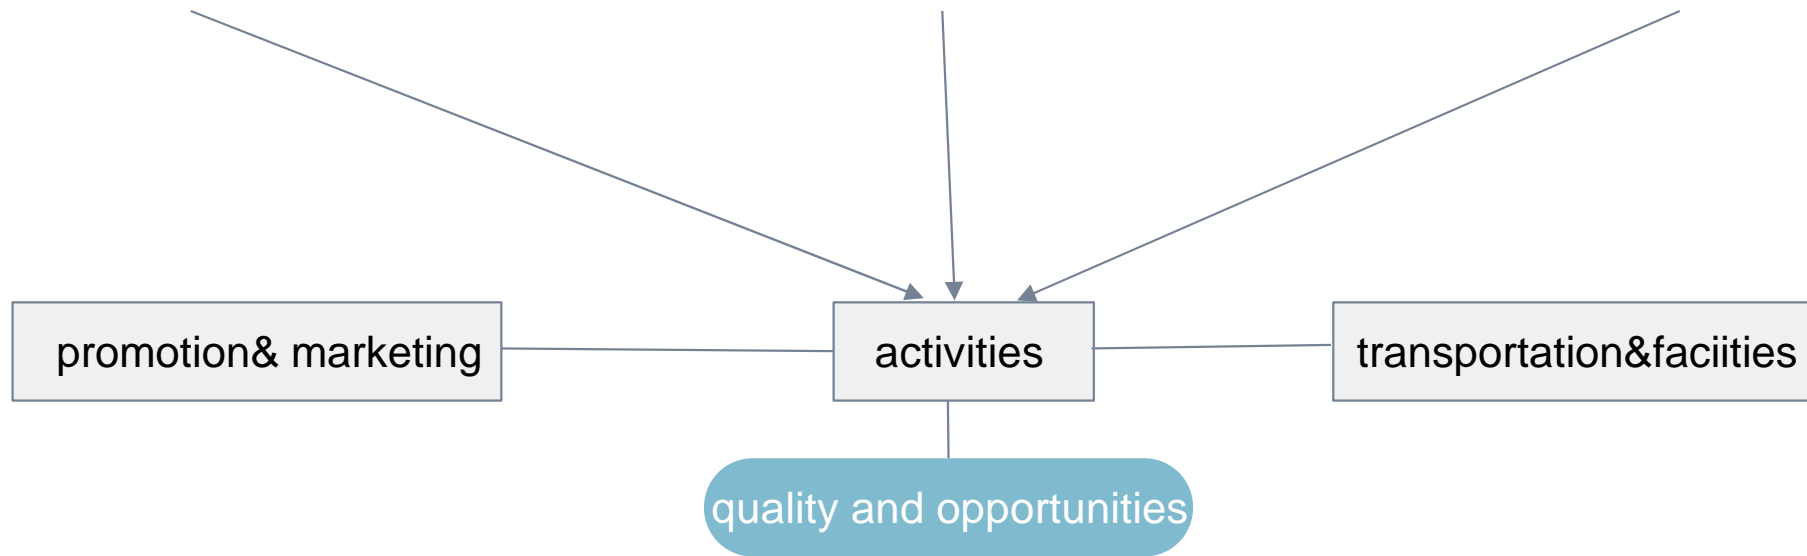 promotion& marketing
activities
transportation&faciities
quality and opportunities